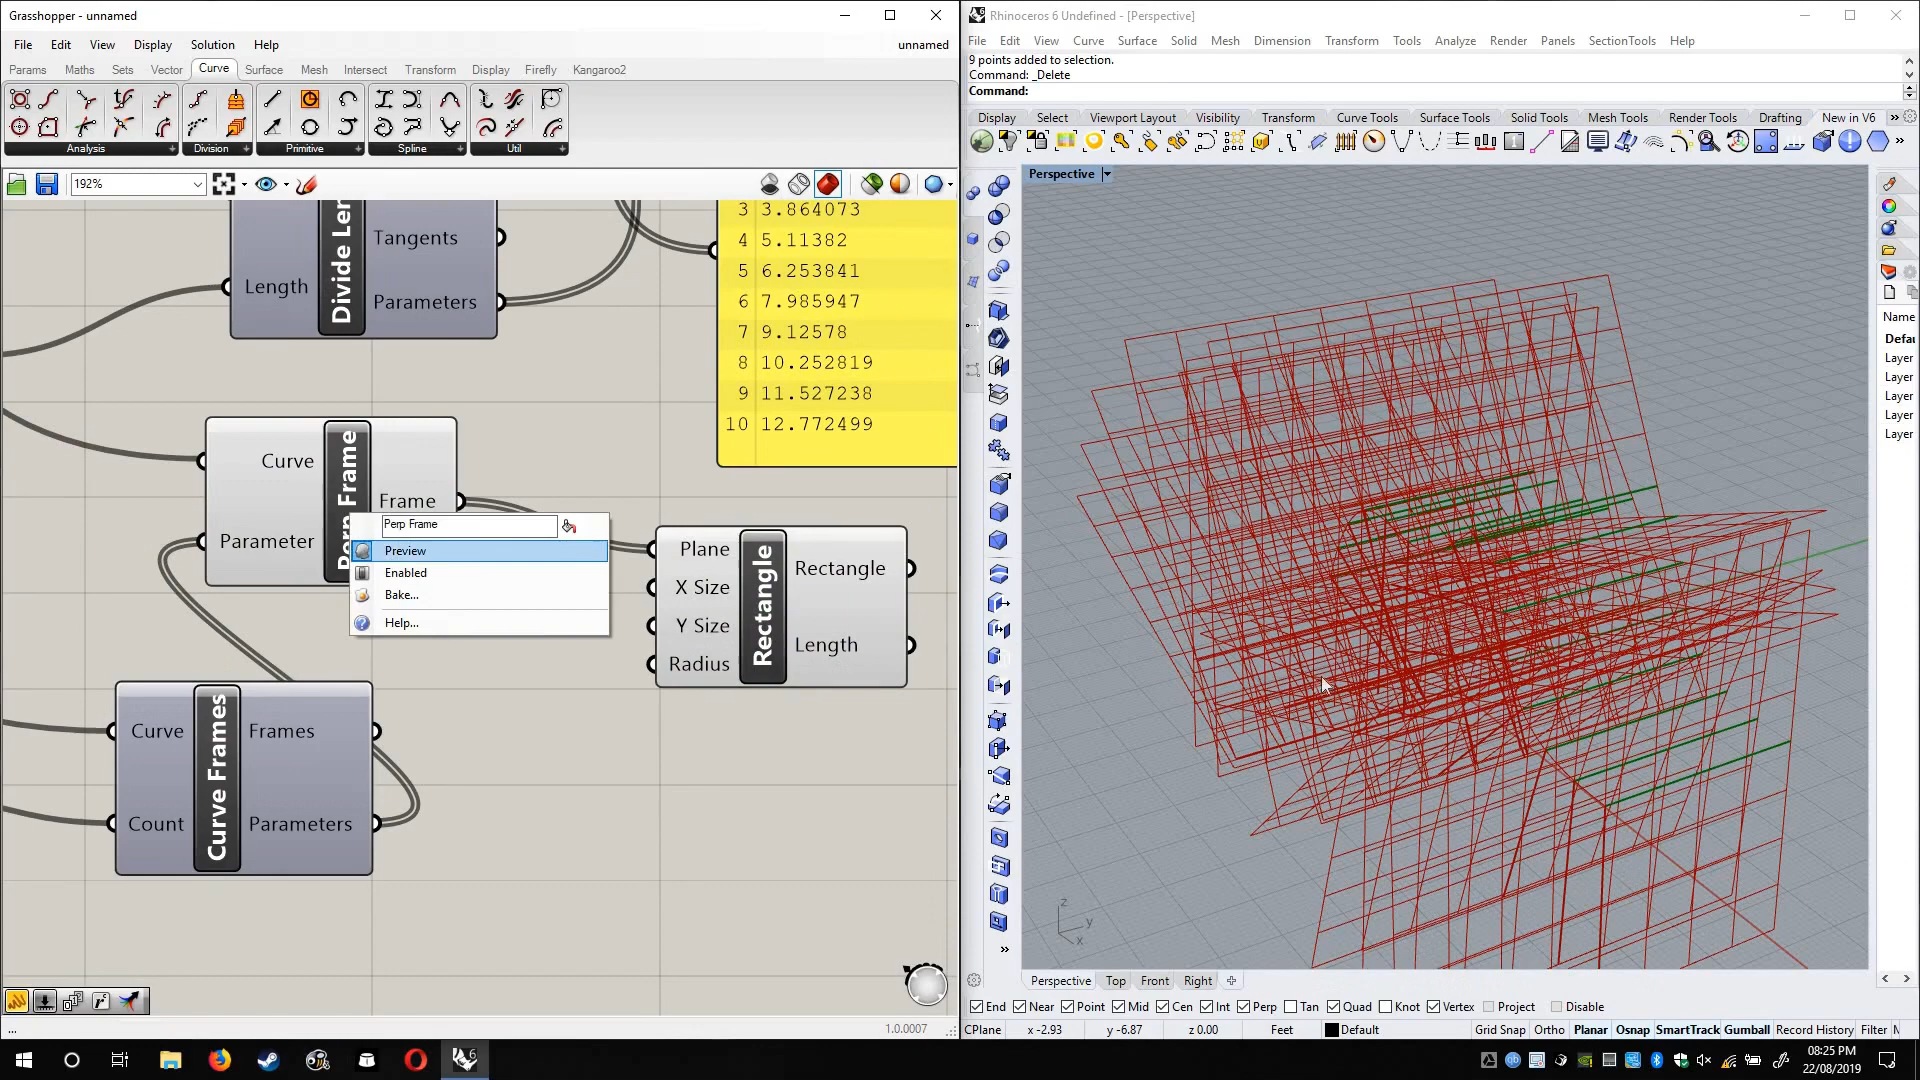 Grasshopper - unnamed
File Edit View Display Solution Help
unnamed
Params Maths Sets Vector Curve Surface Mesh Intersect Transform Display Firefly Kangaroo2
Analysis Division Primitive Spline Util
192%
Tangents
Length
Parameters
Divide Len
3 3.864073
4 5.11382
5 6.253841
6 7.985947
7 9.12578
8 10.252819
9 11.527238
10 12.772499
Curve
Parameter
Perp Frame
Frame
Perp Frame
Preview
Enabled
Bake...
Help...
Plane
X Size
Y Size
Radius
Rectangle
Rectangle
Length
Curve
Count
Curve Frames
Frames
Parameters
...
1.0.0007
Rhinoceros 6 Undefined - [Perspective]
File Edit View Curve Surface Solid Mesh Dimension Transform Tools Analyze Render Panels SectionTools Help
9 points added to selection.
Command: _Delete
Command:
Display Select Viewport Layout Visibility Transform Curve Tools Surface Tools Solid Tools Mesh Tools Render Tools Drafting New in V6 »
Perspective
Name
Defau
Layer
Layer
Layer
Layer
Layer
z
y
x
Perspective Top Front Right
End Near Point Mid Cen Int Perp Tan Quad Knot Vertex Project Disable
CPlane x -2.93 y -6.87 z 0.00 Feet Default Grid Snap Ortho Planar Osnap SmartTrack Gumball Record History Filter M
08:25 PM
22/08/2019